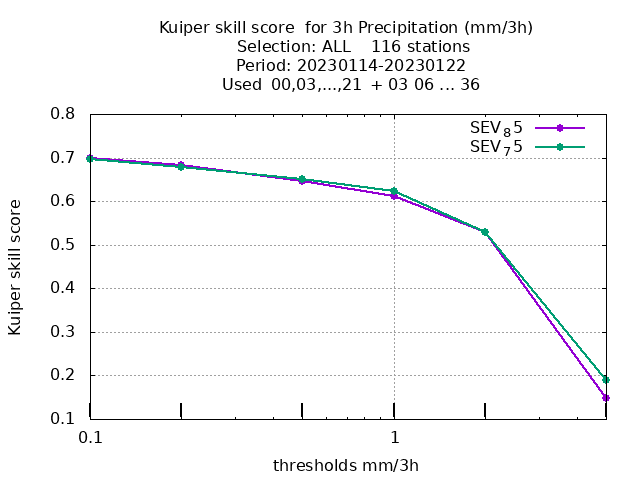 Kuiper skill score  for 3h Precipitation (mm/3h)
Selection: ALL    116 stations
Period: 20230114-20230122
Used  00,03,...,21  + 03 06 ... 36
SEV₈5
SEV₇5
0.8
0.7
0.6
0.5
0.4
0.3
0.2
0.1
Kuiper skill score
0.1 1
thresholds mm/3h